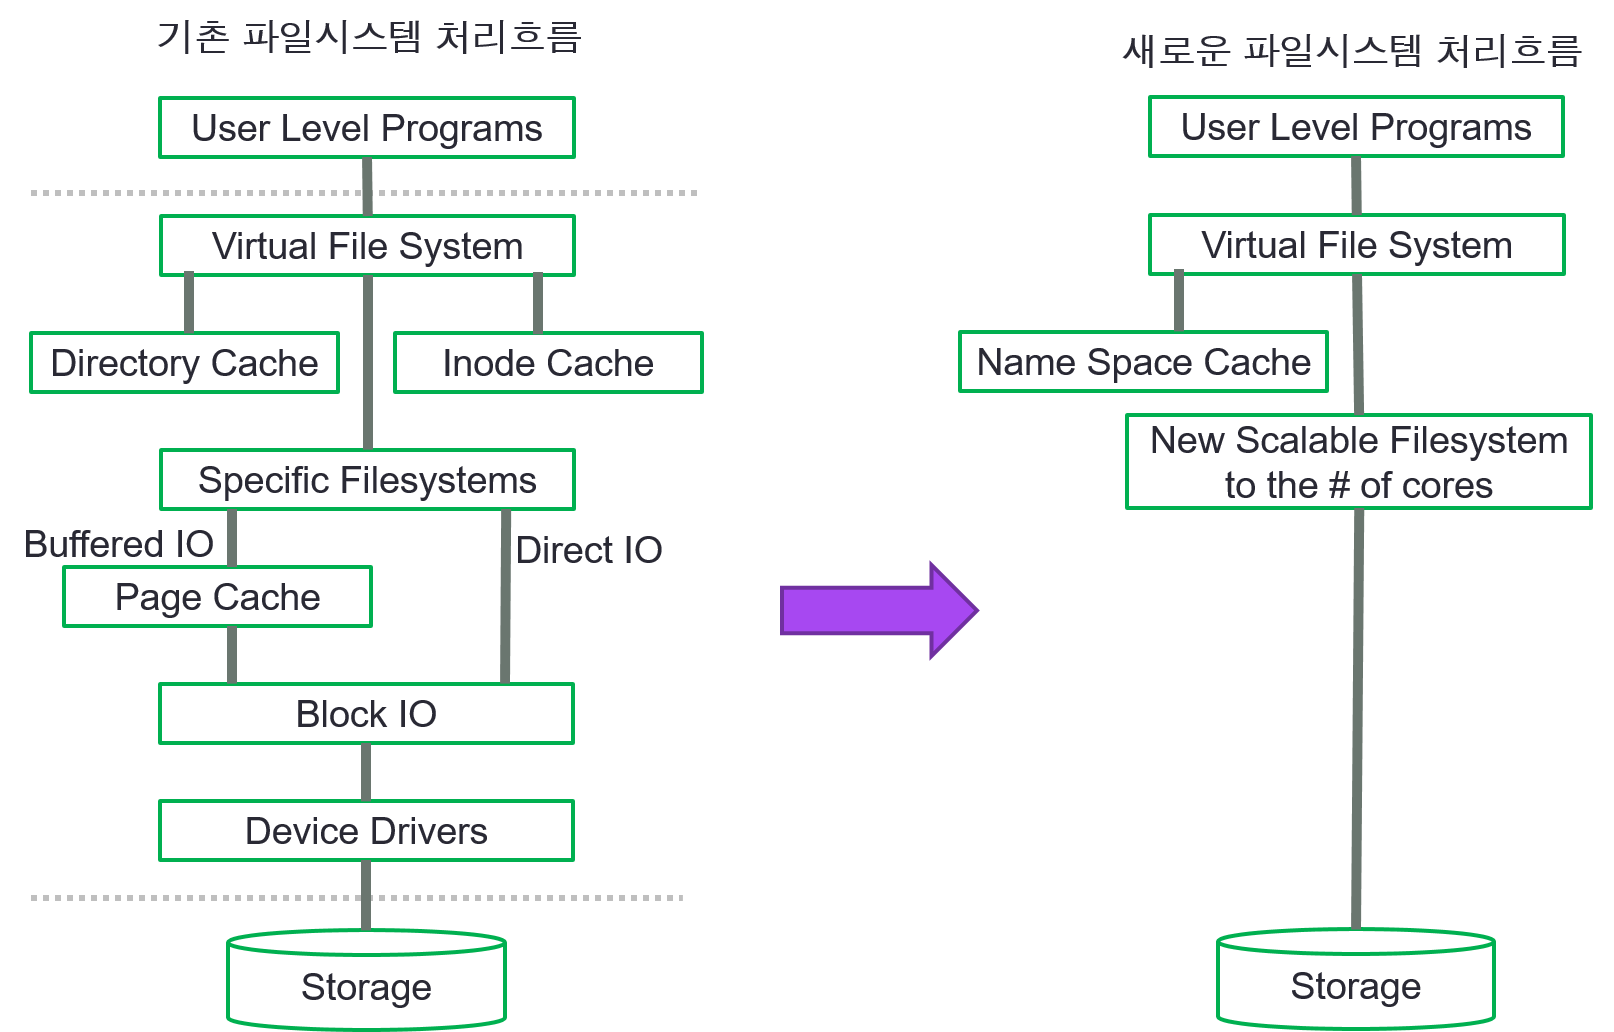 기촌 파일시스템 처리흐름
User Level Programs
Virtual File System
Directory Cache
Inode Cache
Specific Filesystems
Buffered IO
Direct IO
Page Cache
Block IO
Device Drivers
Storage
새로운 파일시스템 처리흐름
User Level Programs
Virtual File System
Name Space Cache
New Scalable Filesystem
to the # of cores
Storage